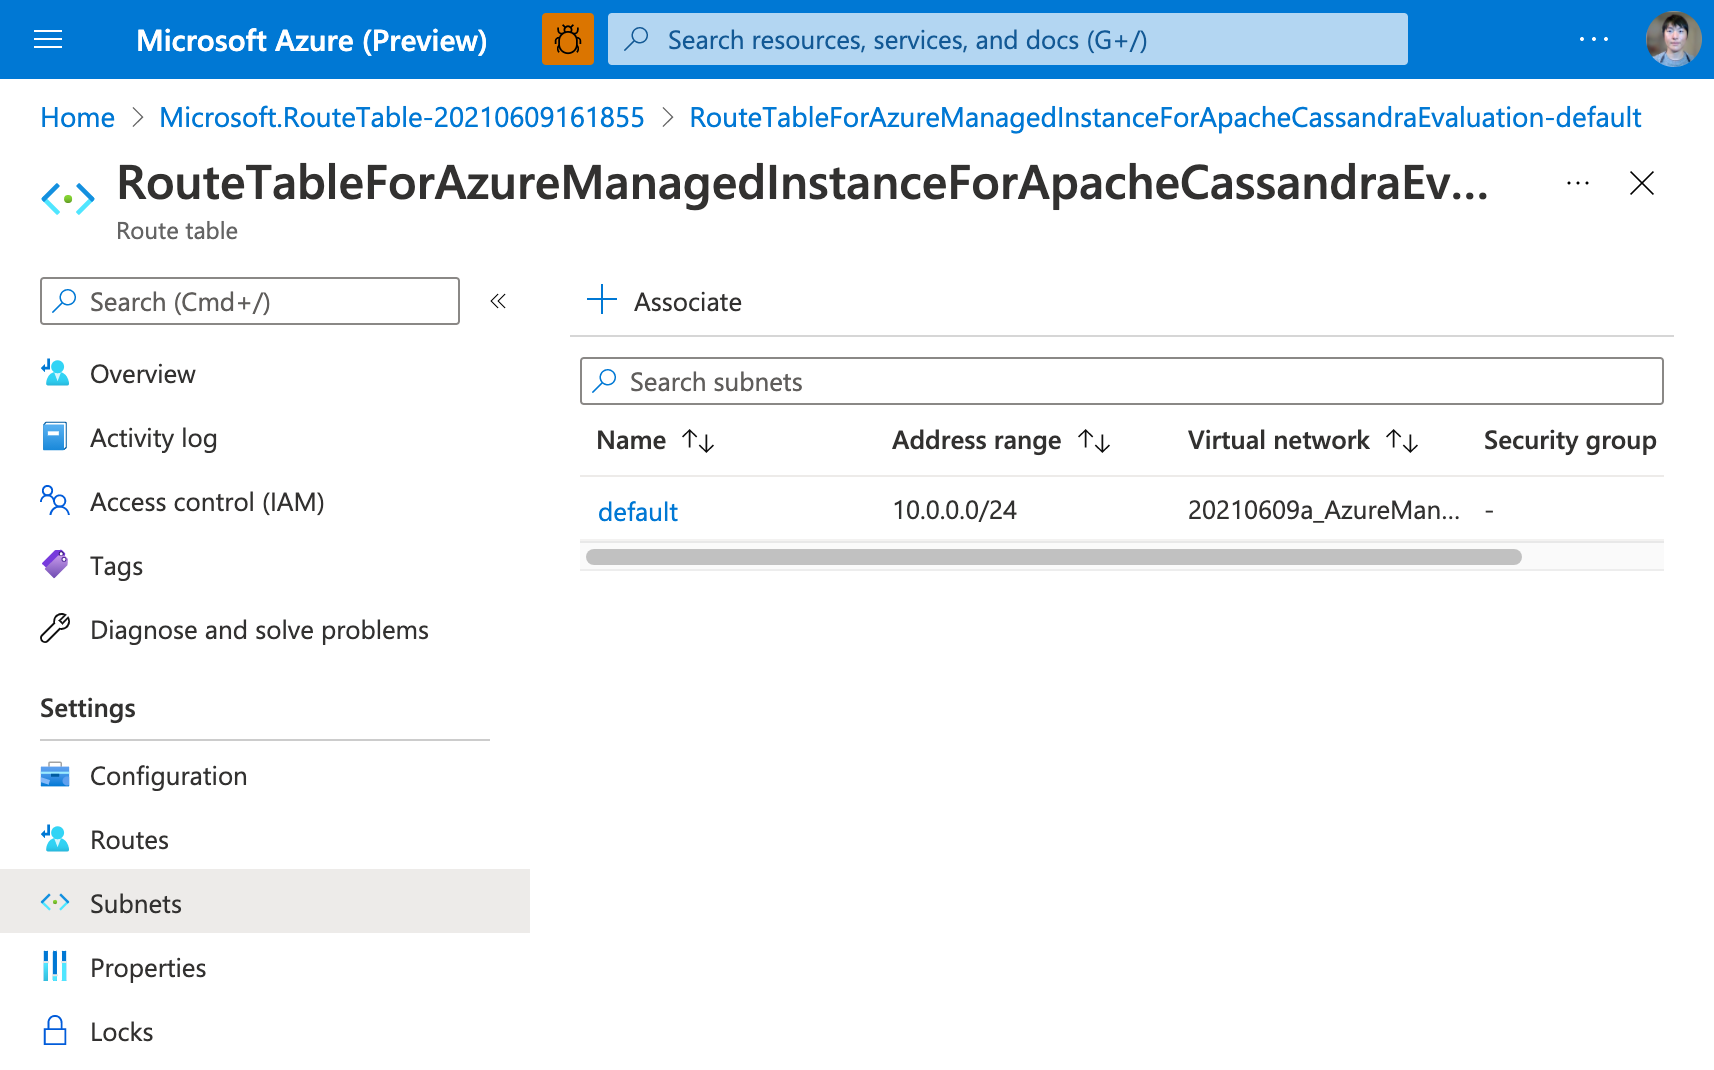 Microsoft Azure (Preview)
Search resources, services, and docs (G+/)
Home > Microsoft.RouteTable-20210609161855 > RouteTableForAzureManagedInstanceForApacheCassandraEvaluation-default
RouteTableForAzureManagedInstanceForApacheCassandraEv...
Route table
Search (Cmd+/)
Associate
Overview
Activity log
Access control (IAM)
Tags
Diagnose and solve problems
Settings
Configuration
Routes
Subnets
Properties
Locks
Search subnets
Name Address range Virtual network Security group
default 10.0.0.0/24 20210609a_AzureMan... -